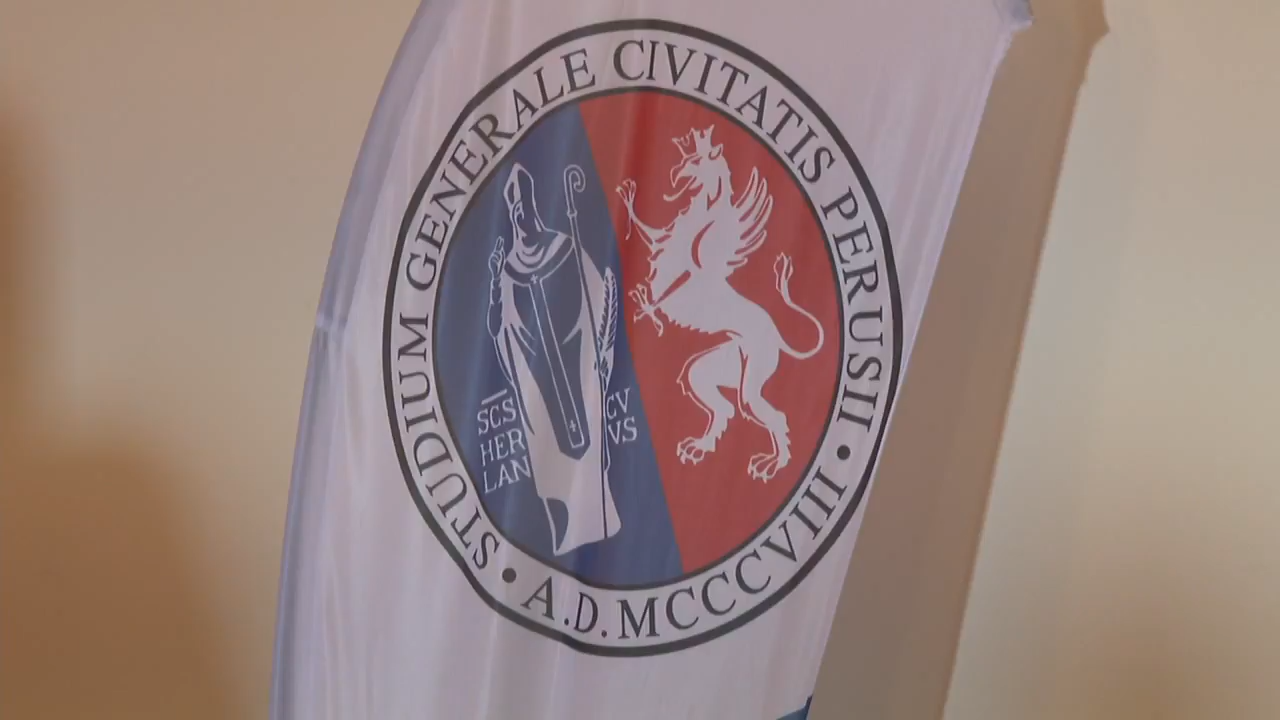 STUDIUM GENERALE CIVITATIS PERUSII •
• A.D. MCCCVIII
SCS
HER
LAN
CV
VS